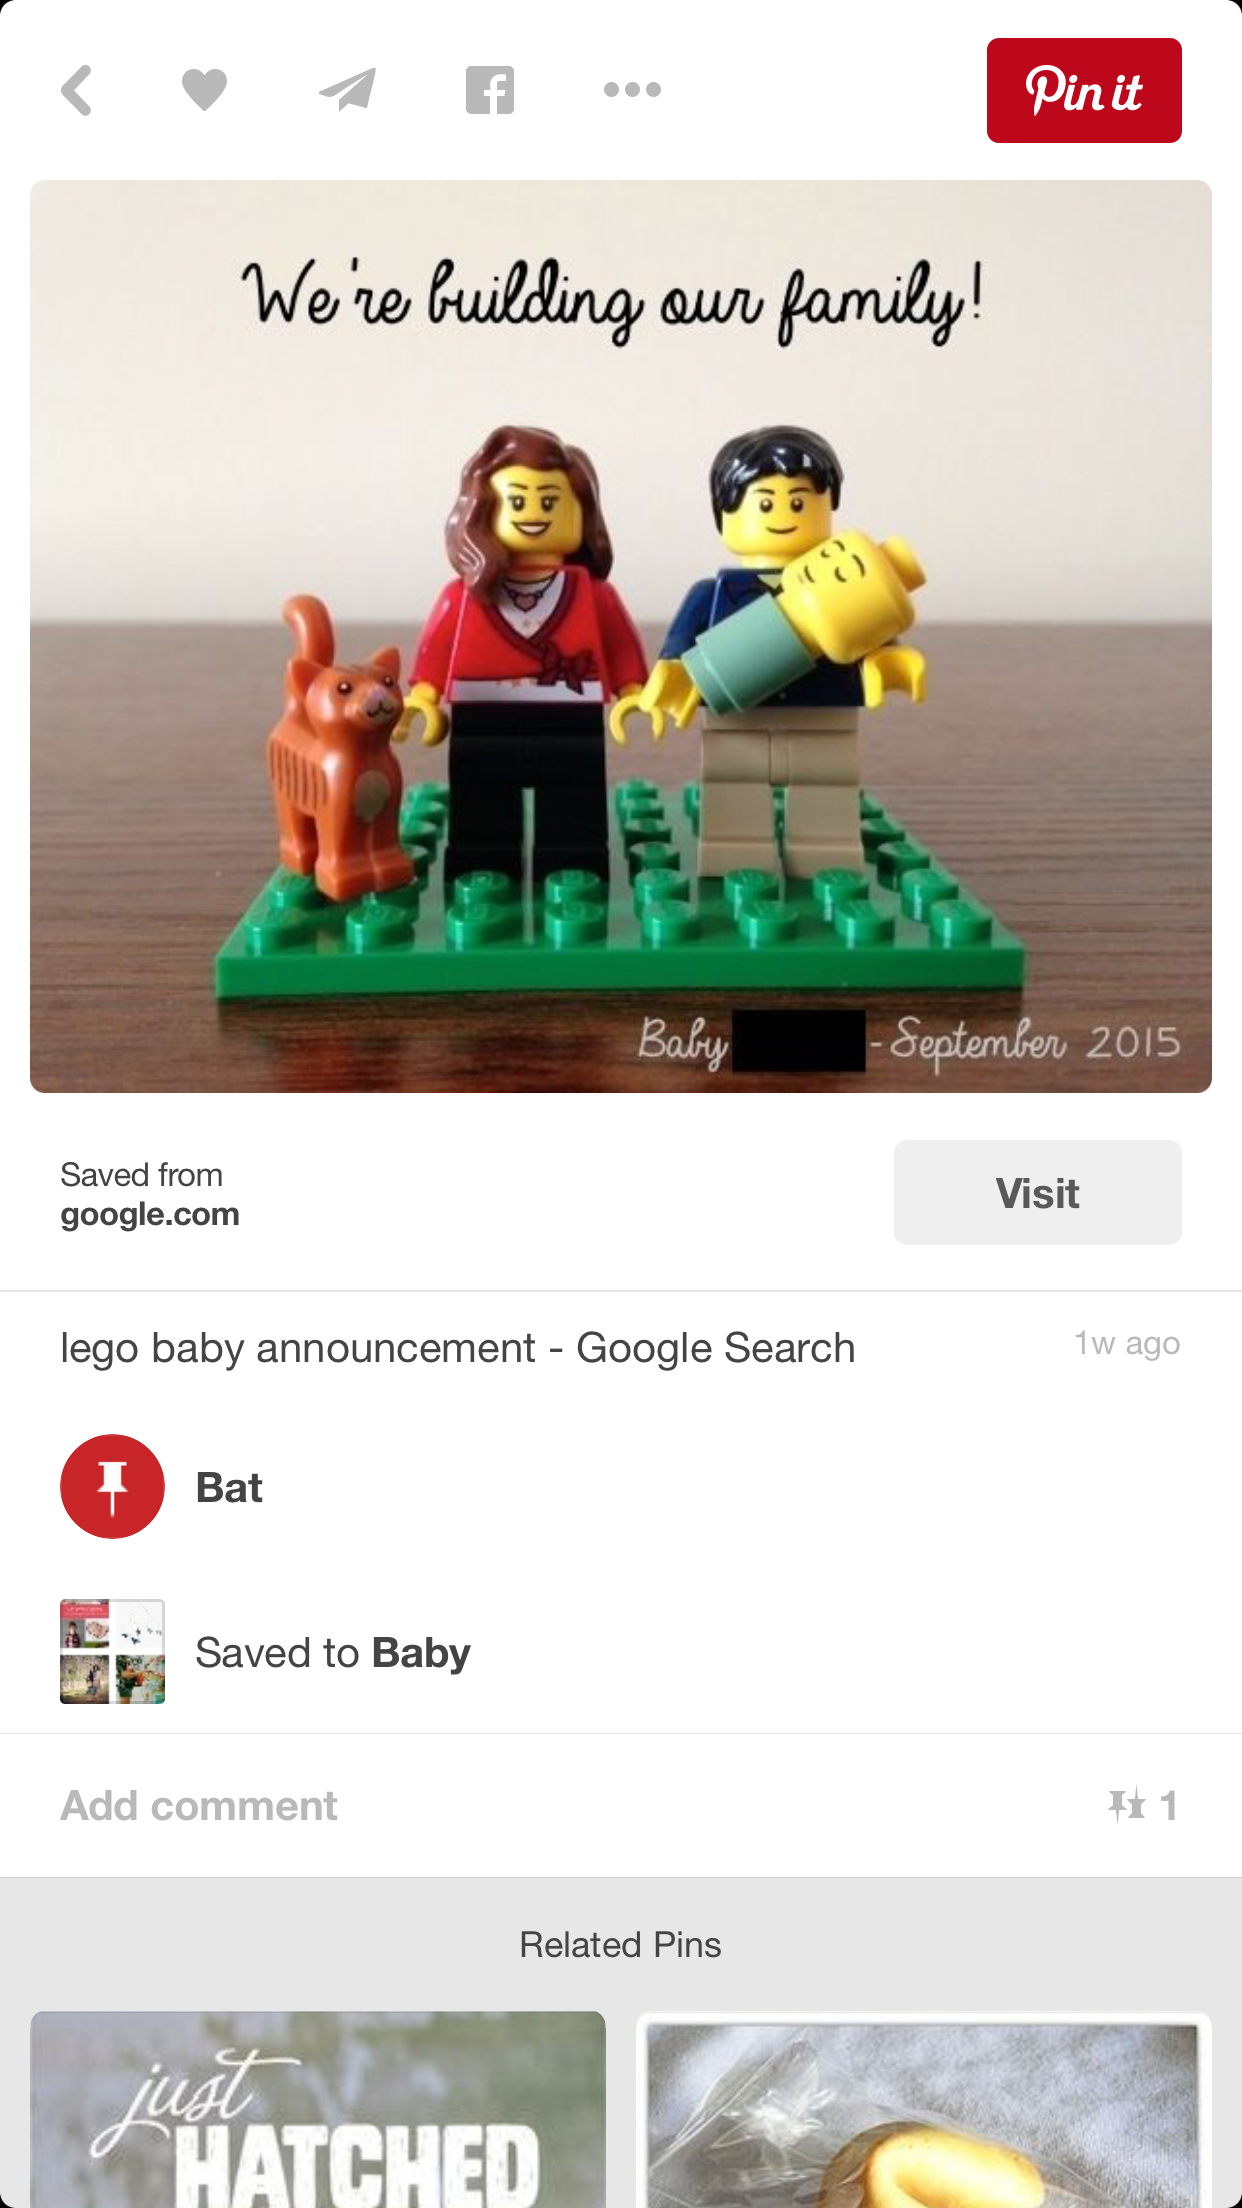 Pin it
We're building our family!
Baby - September 2015
Saved from
google.com
Visit
lego baby announcement - Google Search
1w ago
Bat
Saved to Baby
Add comment
1
Related Pins
just
HATCHED